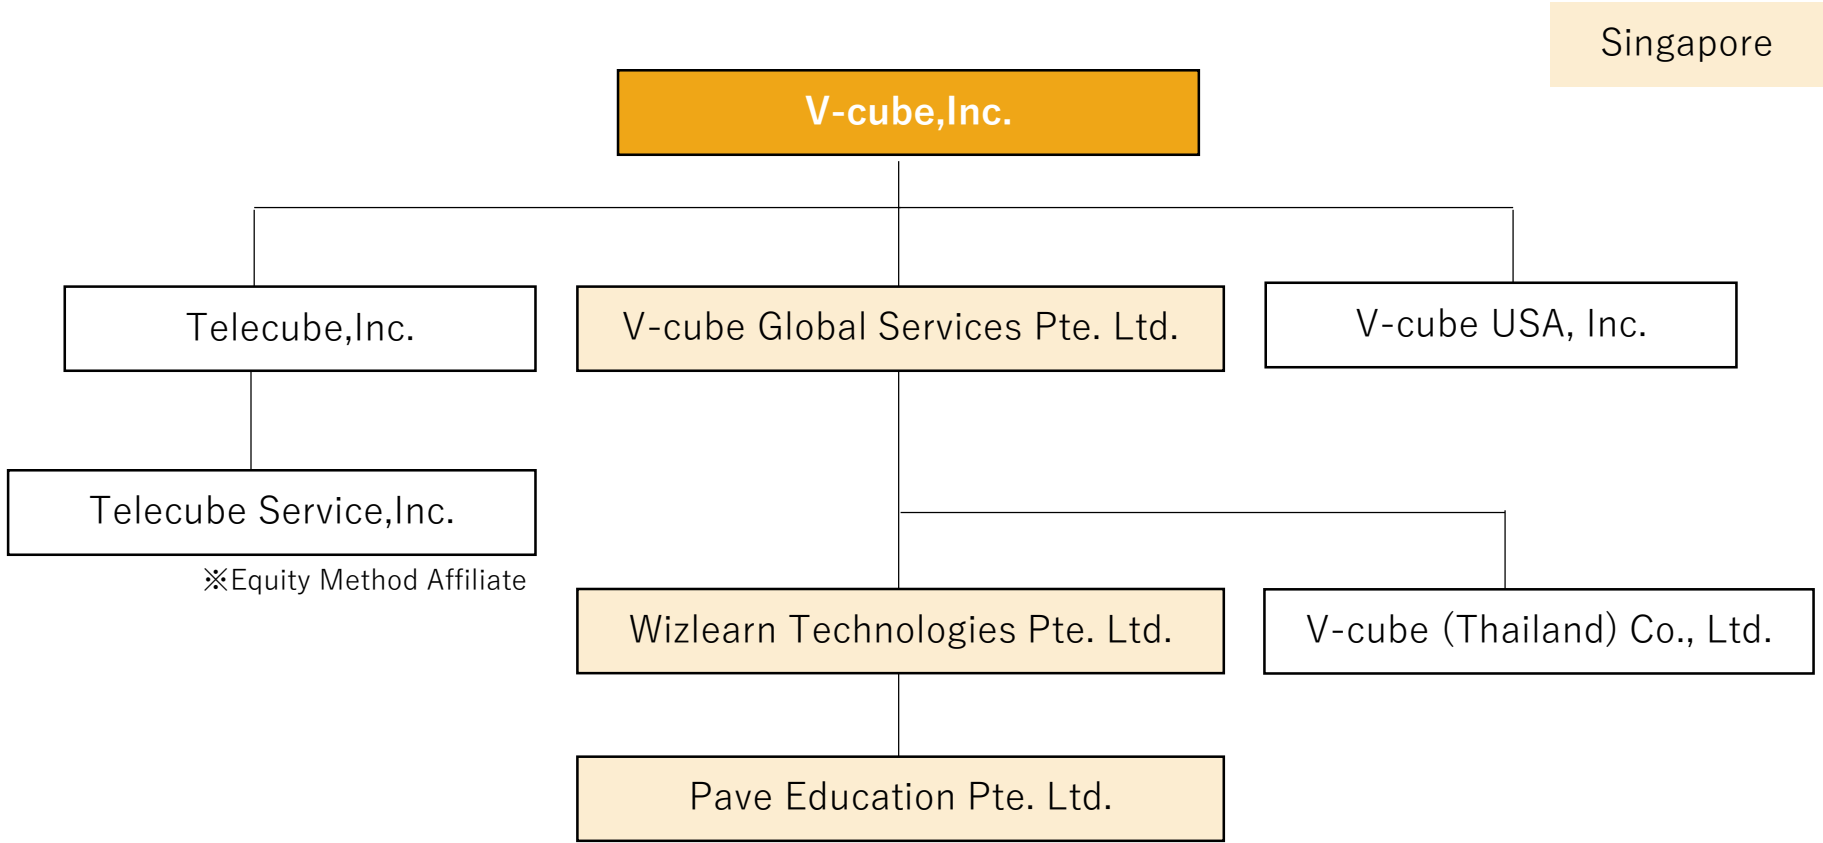 Singapore
V-cube,Inc.
Telecube,Inc.
V-cube Global Services Pte. Ltd.
V-cube USA, Inc.
Telecube Service,Inc.
※Equity Method Affiliate
Wizlearn Technologies Pte. Ltd.
V-cube (Thailand) Co., Ltd.
Pave Education Pte. Ltd.